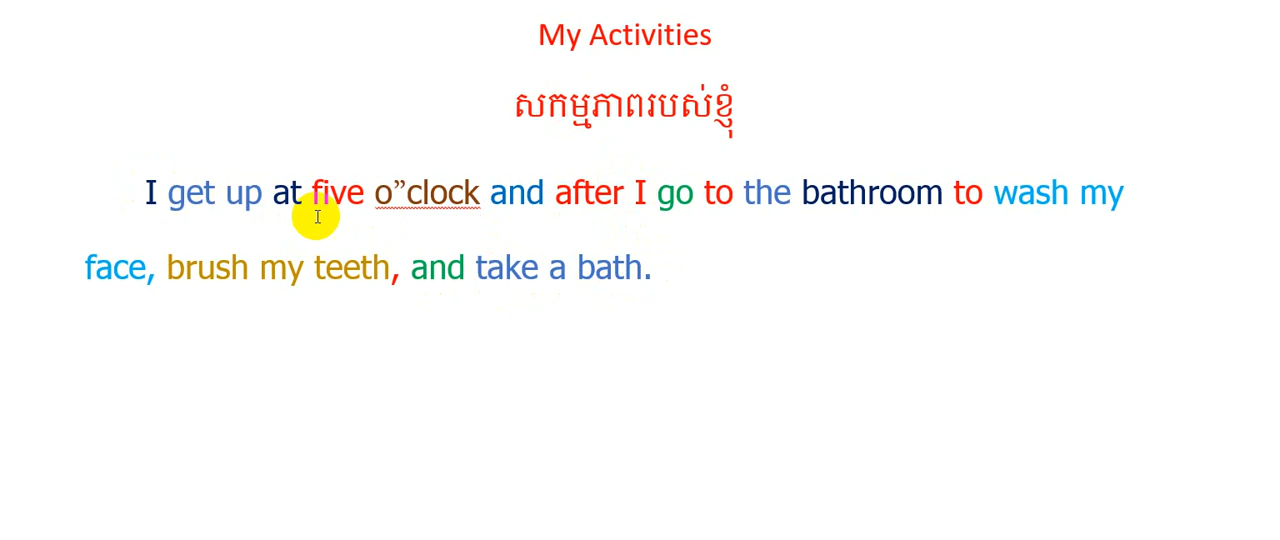 My Activities
សកម្មភាពរបស់ខ្ញុំ
I get up at five o”clock and after I go to the bathroom to wash my
face, brush my teeth, and take a bath.